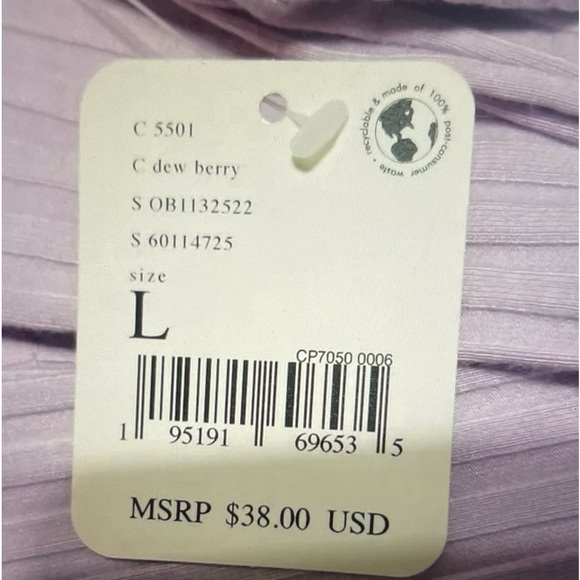 recyclable & made of 100% post-consumer waste •
C 5501
C dew berry
S OB1132522
S 60114725
size
L
CP7050 0006
1 95191 69653 5
MSRP $38.00 USD